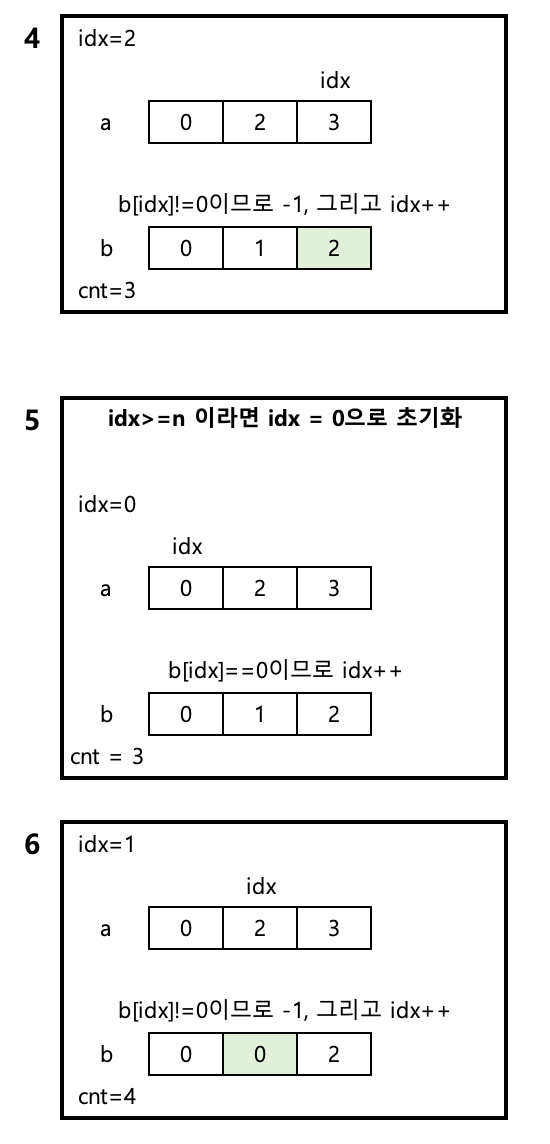 4
idx=2
idx
a 0 2 3
b[idx]!=0이므로 -1, 그리고 idx++
b 0 1 2
cnt=3
5
idx>=n 이라면 idx = 0으로 초기화
idx=0
idx
a 0 2 3
b[idx]==0이므로 idx++
b 0 1 2
cnt = 3
6
idx=1
idx
a 0 2 3
b[idx]!=0이므로 -1, 그리고 idx++
b 0 0 2
cnt=4